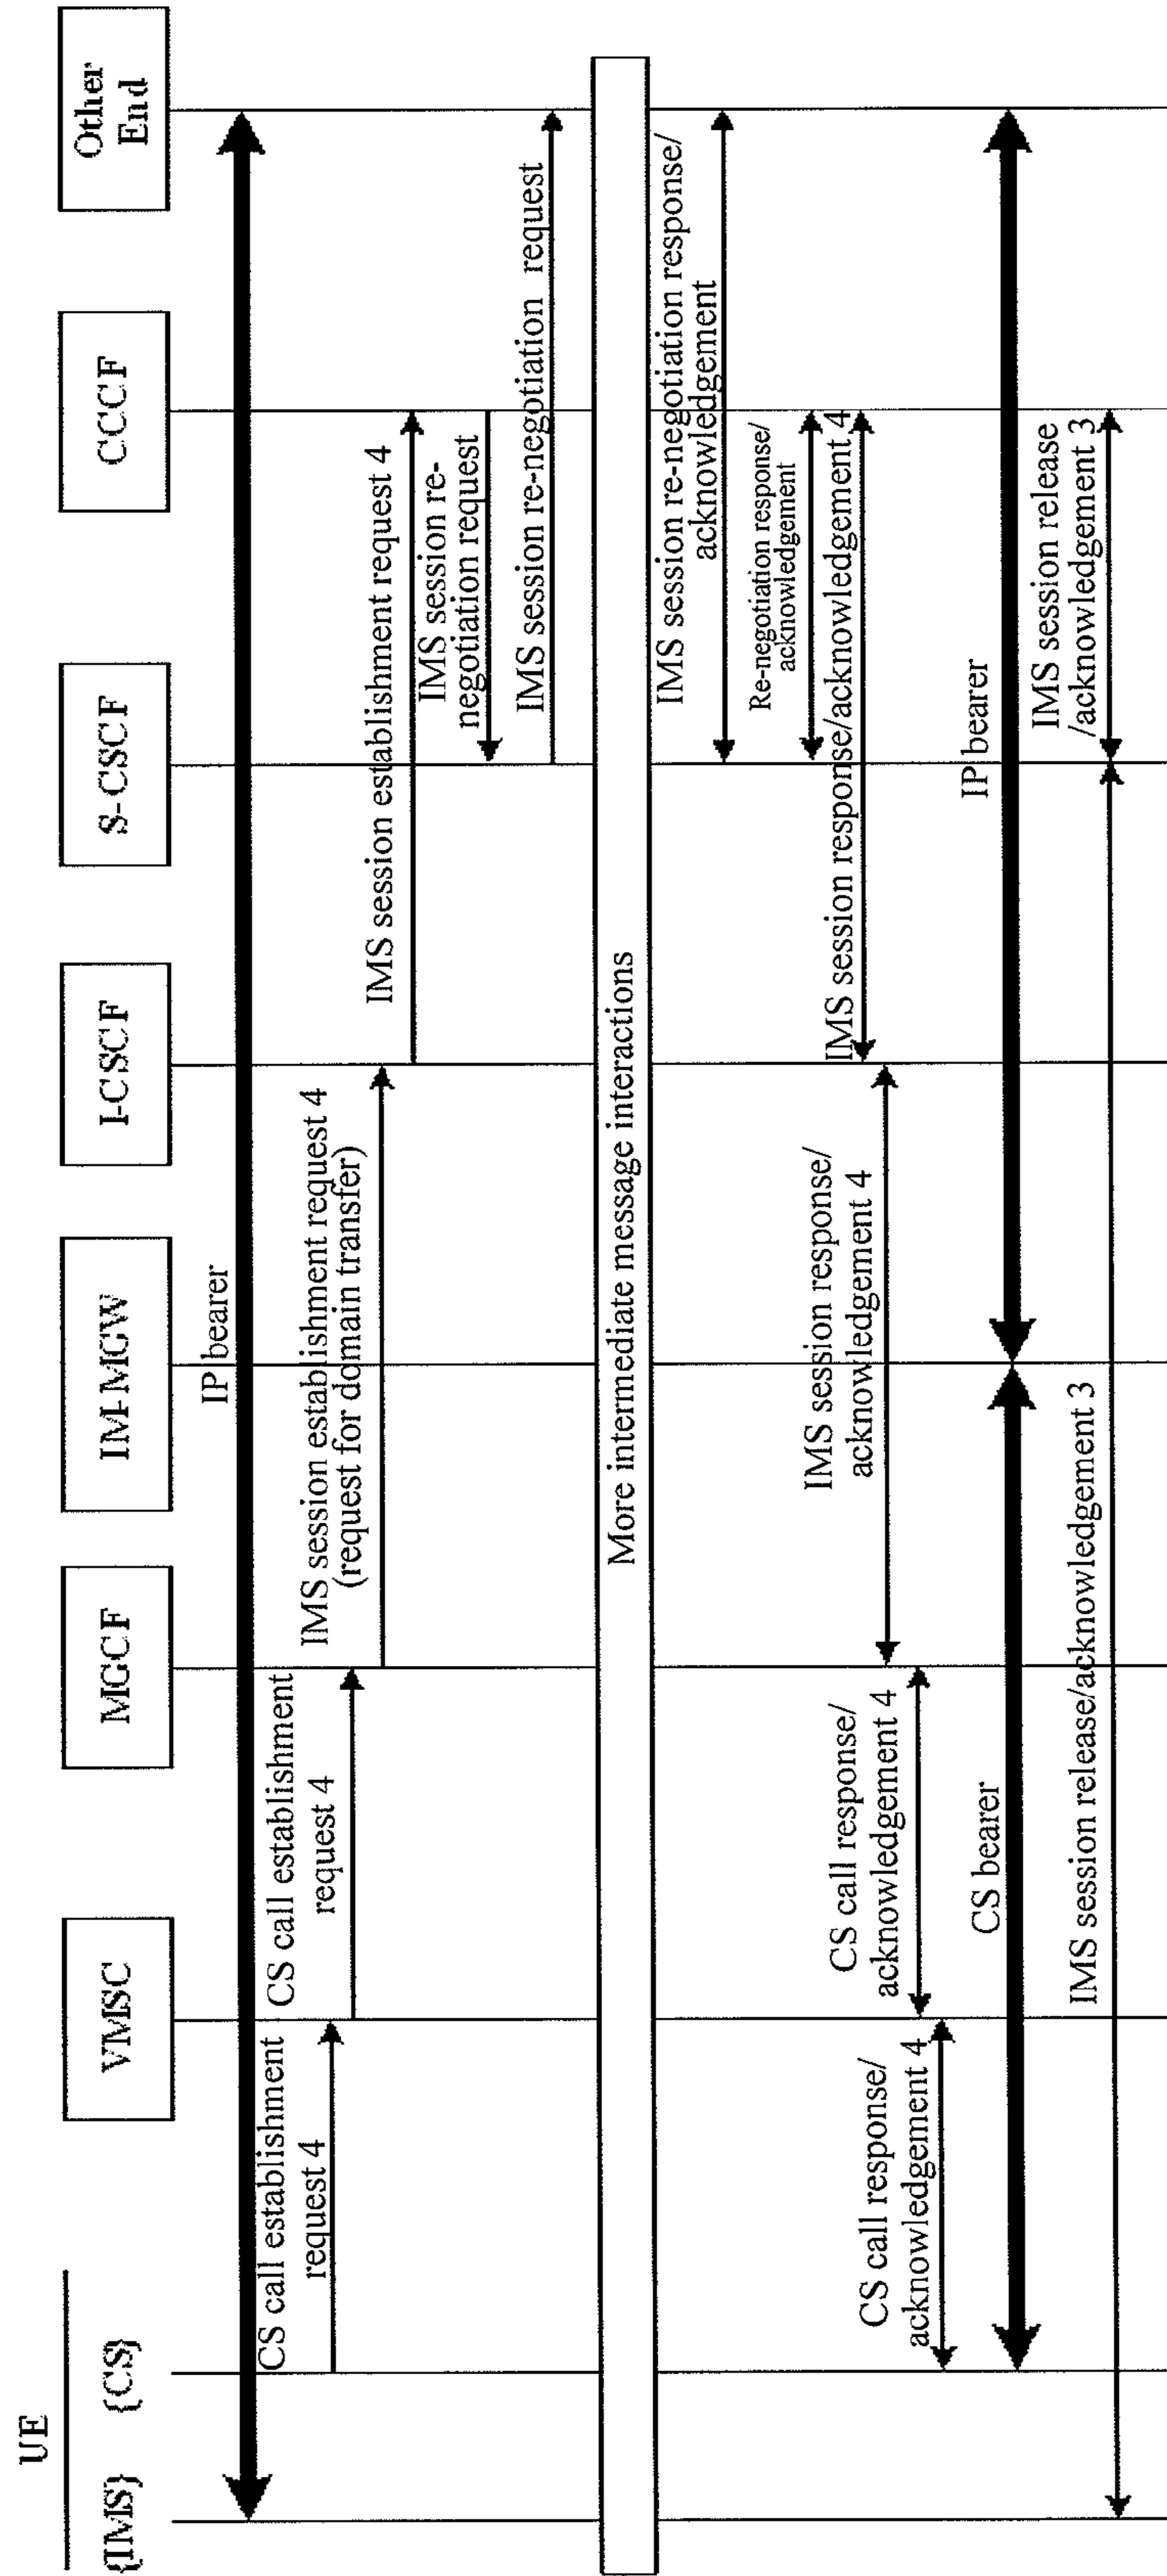 UE
{IMS}
{CS}
VMSC
MGCF
IM-MGW
I-CSCF
S-CSCF
CCCF
Other
End
IP bearer
CS call establishment
request 4
CS call establishment
request 4
IMS session establishment request 4
(request for domain transfer)
IMS session establishment request 4
IMS session re-
negotiation request
IMS session re-negotiation request
More intermediate message interactions
IMS session re-negotiation response/
acknowledgement
Re-negotiation response/
acknowledgement
IMS session response/acknowledgement 4
IMS session response/
acknowledgement 4
CS call response/
acknowledgement 4
CS call response/
acknowledgement 4
CS bearer
IP bearer
IMS session release/acknowledgement 3
IMS session release
/acknowledgement 3